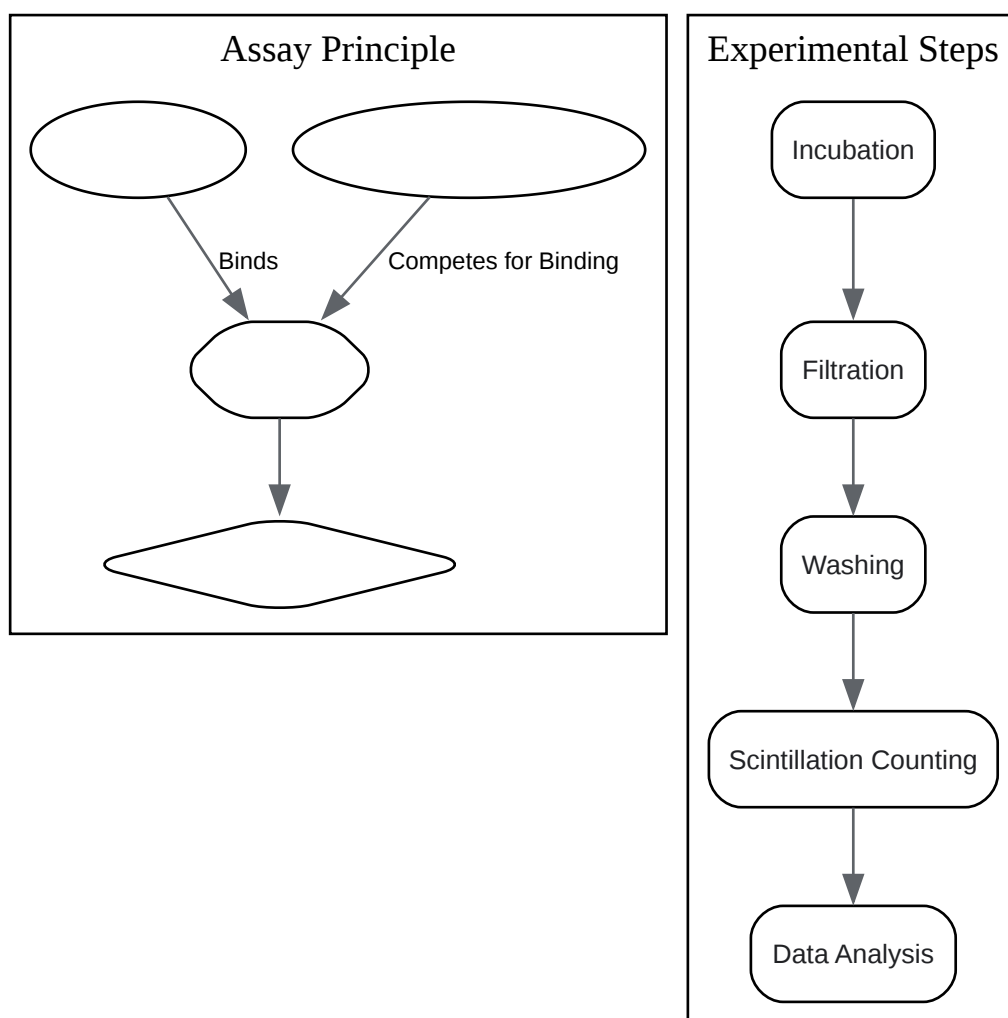 Assay Principle
Binds
Competes for Binding
Experimental Steps
Incubation
Filtration
Washing
Scintillation Counting
Data Analysis